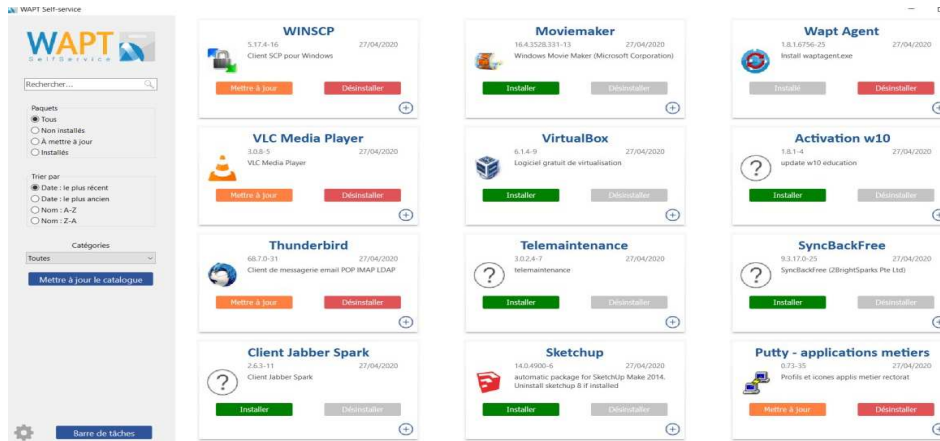 WAPT Self-service
WAPT
SelfService
Rechercher...
Paquets
Tous
Non installés
À mettre à jour
Installés
Trier par
Date : le plus récent
Date : le plus ancien
Nom : A-Z
Nom : Z-A
Catégories
Toutes
Mettre à jour le catalogue
Barre de tâches
WINSCP
5.17.4-16 27/04/2020
Client SCP pour Windows
Mettre à jour Désinstaller
Moviemaker
16.4.3528.331-13 27/04/2020
Windows Movie Maker (Microsoft Corporation)
Installer Désinstaller
Wapt Agent
1.8.1.6756-25 27/04/2020
Install waptagent.exe
Installé Désinstaller
VLC Media Player
3.0.8-5 27/04/2020
VLC Media Player
Mettre à jour Désinstaller
VirtualBox
6.1.4-9 27/04/2020
Logiciel gratuit de virtualisation
Installer Désinstaller
Activation w10
1.8.1-4 27/04/2020
update w10 education
Installer Désinstaller
Thunderbird
68.7.0-31 27/04/2020
Client de messagerie email POP IMAP LDAP
Mettre à jour Désinstaller
Telemaintenance
3.0.2.4-7 27/04/2020
telemaintenance
Installer Désinstaller
SyncBackFree
9.3.17.0-25 27/04/2020
SyncBackFree (2BrightSparks Pte Ltd)
Installer Désinstaller
Client Jabber Spark
2.6.3-11 27/04/2020
Client Jabber Spark
Installer Désinstaller
Sketchup
14.0.4900-6 27/04/2020
automatic package for SketchUp Make 2014.
Uninstall sketchup 8 if installed
Installer Désinstaller
Putty - applications metiers
0.73-35 27/04/2020
Profils et icones applis metier rectorat
Mettre à jour Désinstaller